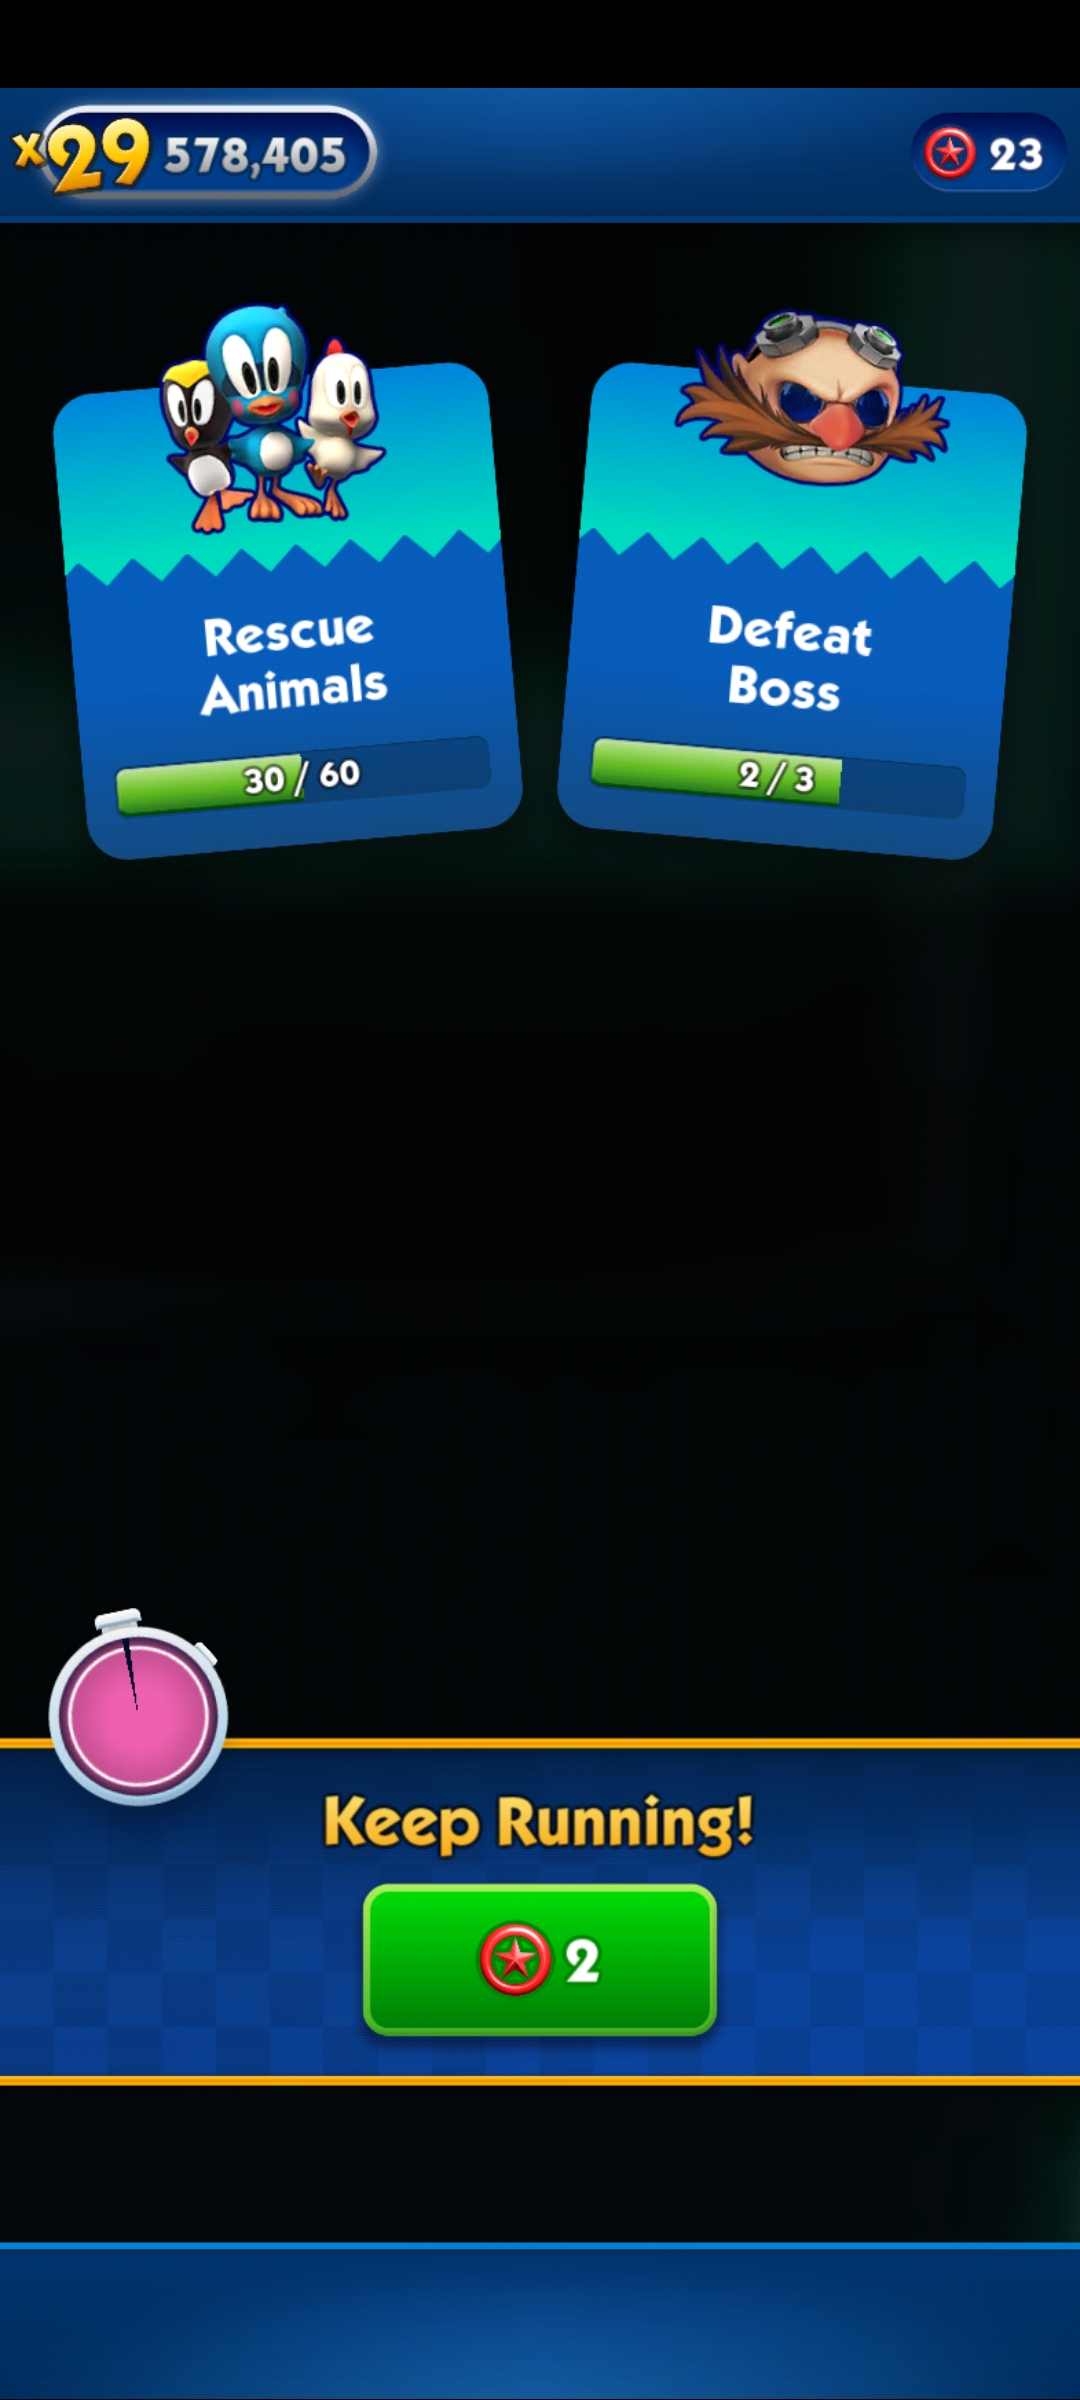 x29 578,405
23
Rescue
Animals
30 / 60
Defeat
Boss
2 / 3
Keep Running!
2